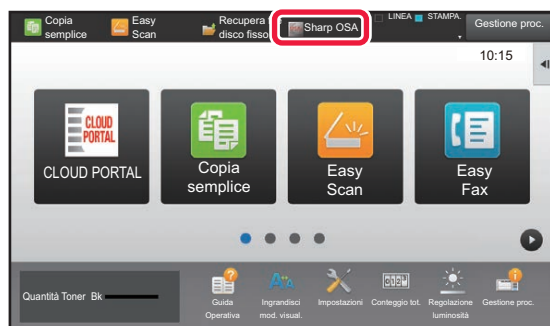 Copia
semplice
Easy
Scan
Recupera
disco fisso
Sharp OSA
LINEA
STAMPA.
Gestione proc.
10:15
CLOUD
PORTAL
CLOUD PORTAL
Copia
semplice
Easy
Scan
Easy
Fax
Quantità Toner Bk
Guida
Operativa
Ingrandisci
mod. visual.
Impostazioni
Conteggio tot.
Regolazione
luminosità
Gestione proc.